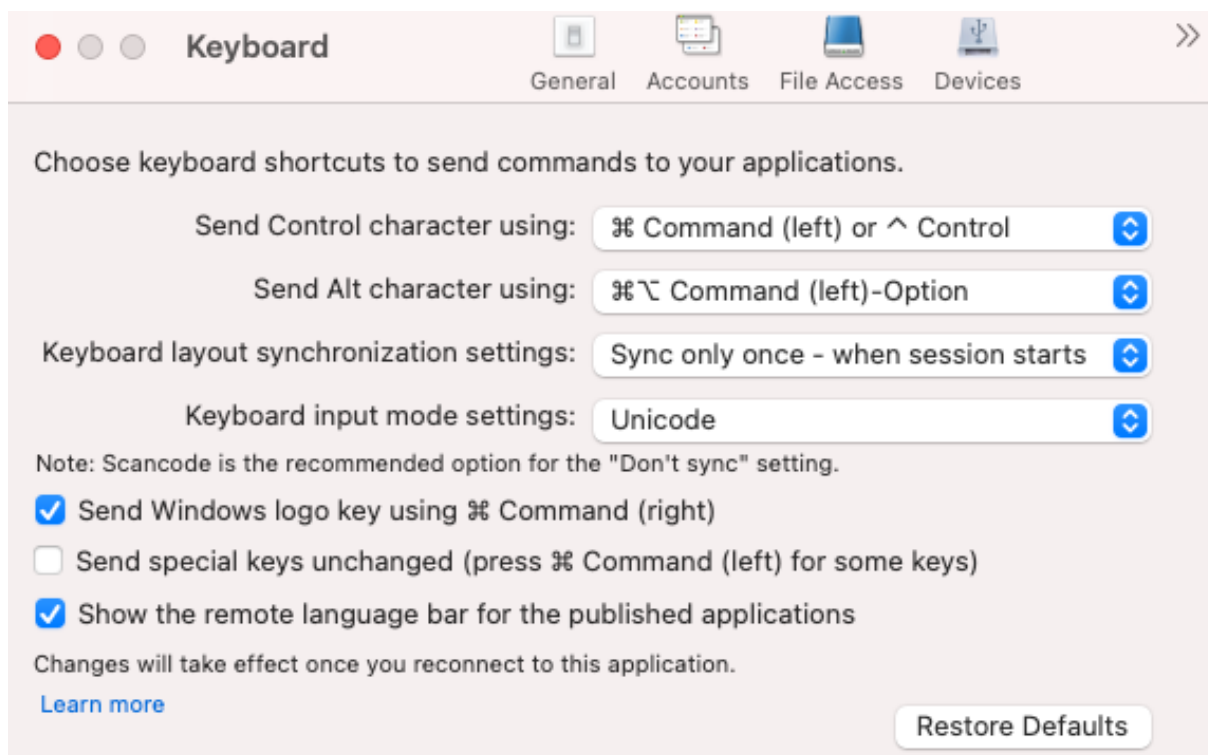 Keyboard
General Accounts File Access Devices
Choose keyboard shortcuts to send commands to your applications.
Send Control character using: ⌘ Command (left) or ^ Control
Send Alt character using: ⌘⌥ Command (left)-Option
Keyboard layout synchronization settings: Sync only once - when session starts
Keyboard input mode settings: Unicode
Note: Scancode is the recommended option for the "Don't sync" setting.
Send Windows logo key using ⌘ Command (right)
Send special keys unchanged (press ⌘ Command (left) for some keys)
Show the remote language bar for the published applications
Changes will take effect once you reconnect to this application.
Learn more
Restore Defaults